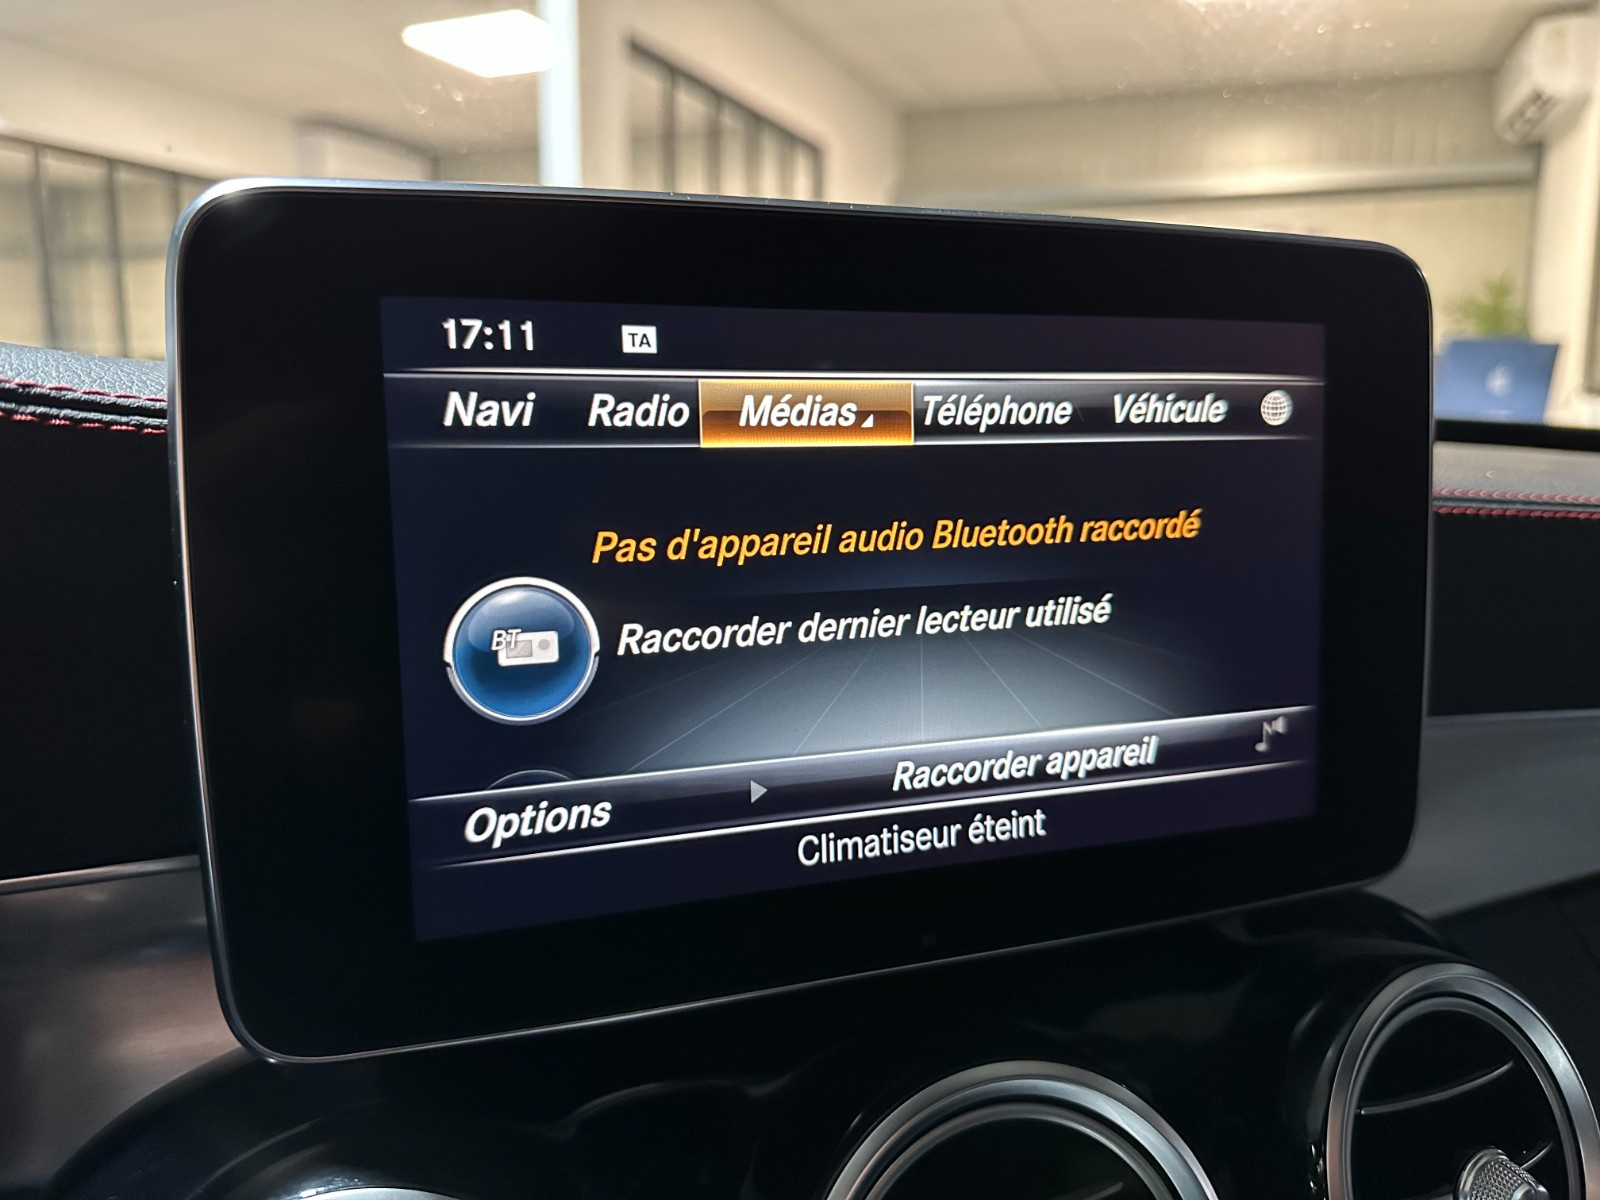 17:11 TA
Navi Radio Médias Téléphone Véhicule
Pas d'appareil audio Bluetooth raccordé
BT
Raccorder dernier lecteur utilisé
Options Raccorder appareil
Climatiseur éteint